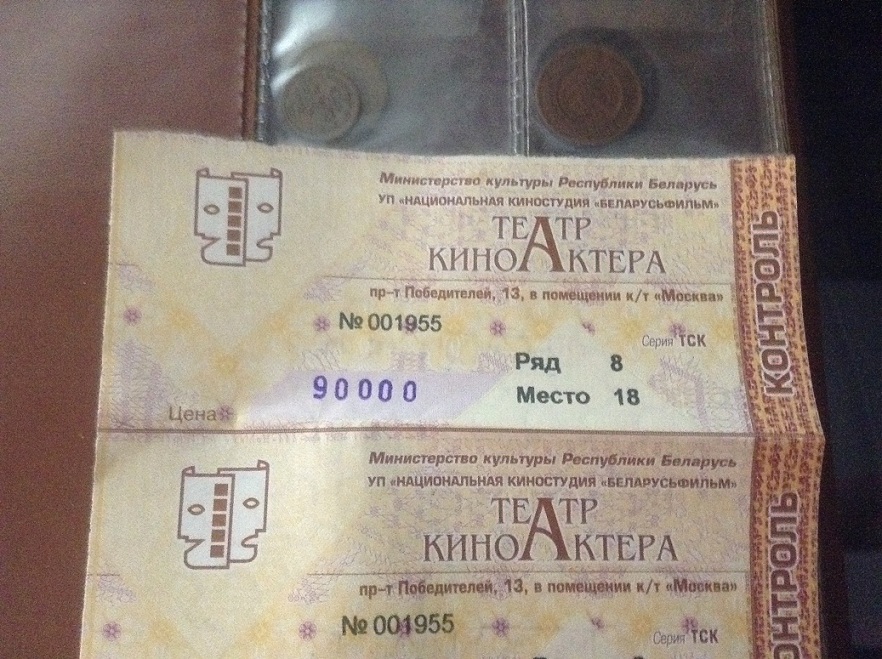 Министерство культуры Республики Беларусь
УП «НАЦИОНАЛЬНАЯ КИНОСТУДИЯ «БЕЛАРУСЬФИЛЬМ»
ТЕАТР
КИНОАКТЕРА
пр-т Победителей, 13, в помещении к/т «Москва»
№ 001955
Серия ТСК
Ряд 8
Место 18
Цена 90000
КОНТРОЛЬ
Министерство культуры Республики Беларусь
УП «НАЦИОНАЛЬНАЯ КИНОСТУДИЯ «БЕЛАРУСЬФИЛЬМ»
ТЕАТР
КИНОАКТЕРА
пр-т Победителей, 13, в помещении к/т «Москва»
№ 001955
Серия ТСК
ОНТРОЛЬ